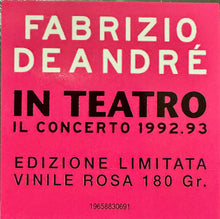 FABRIZIO
DEANDRÉ
IN TEATRO
IL CONCERTO 1992.93
EDIZIONE LIMITATA
VINILE ROSA 180 Gr.
19658830691